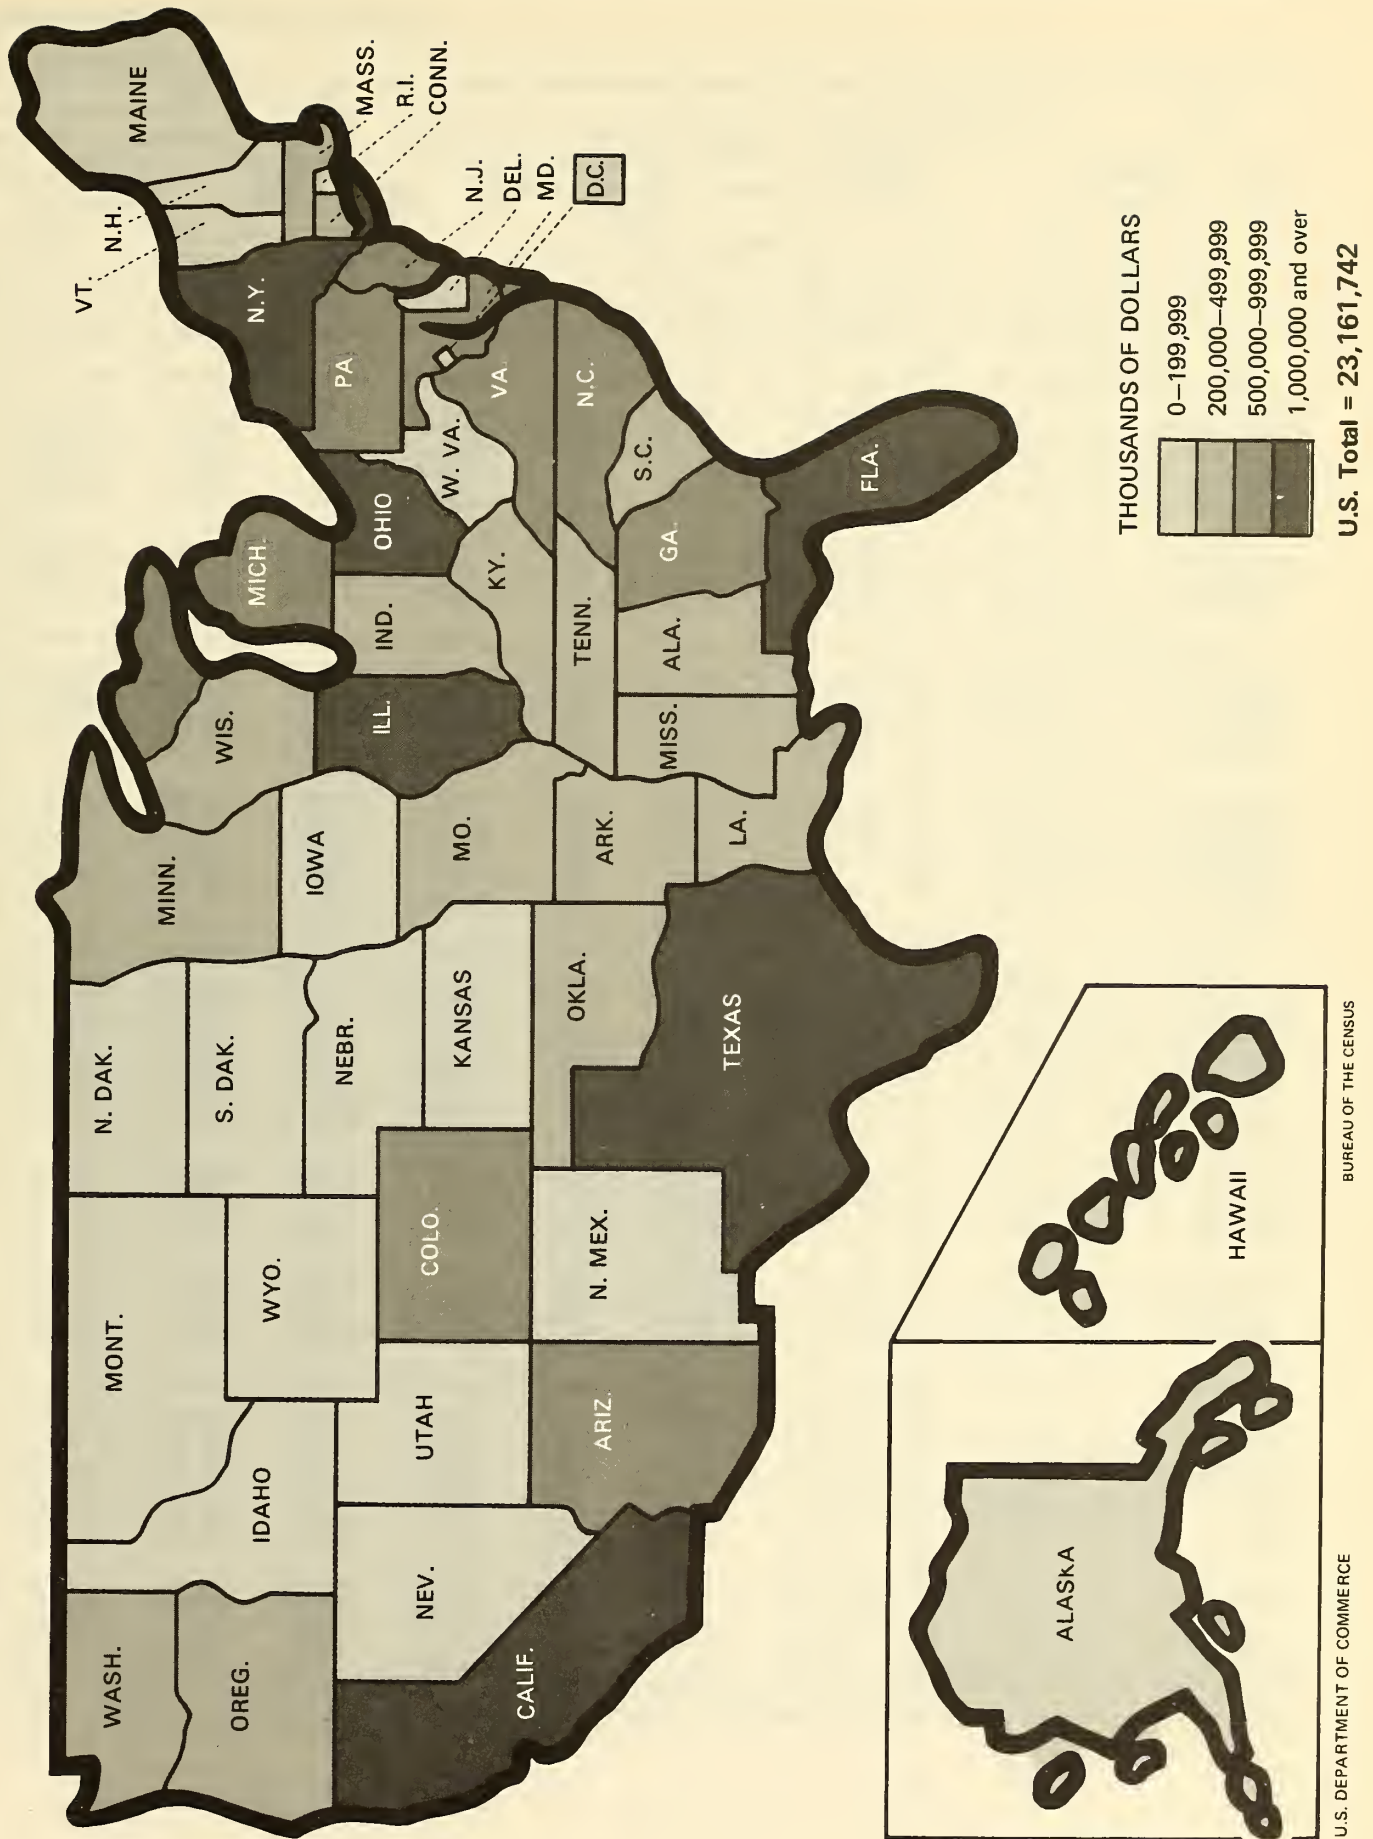 WASH.
OREG.
CALIF.
NEV.
IDAHO
MONT.
WYO.
UTAH
ARIZ.
COLO.
N. MEX.
N. DAK.
S. DAK.
NEBR.
KANSAS
OKLA.
TEXAS
MINN.
IOWA
MO.
ARK.
LA.
WIS.
ILL.
MISS.
MICH.
IND.
OHIO
KY.
TENN.
ALA.
GA.
FLA.
S.C.
N.C.
VA.
W. VA.
PA.
N.Y.
VT.
N.H.
MAINE
MASS.
R.I.
CONN.
N.J.
DEL.
MD.
D.C.
ALASKA
HAWAII
THOUSANDS OF DOLLARS
0–199,999
200,000–499,999
500,000–999,999
1,000,000 and over
U.S. Total = 23,161,742
U.S. DEPARTMENT OF COMMERCE
BUREAU OF THE CENSUS